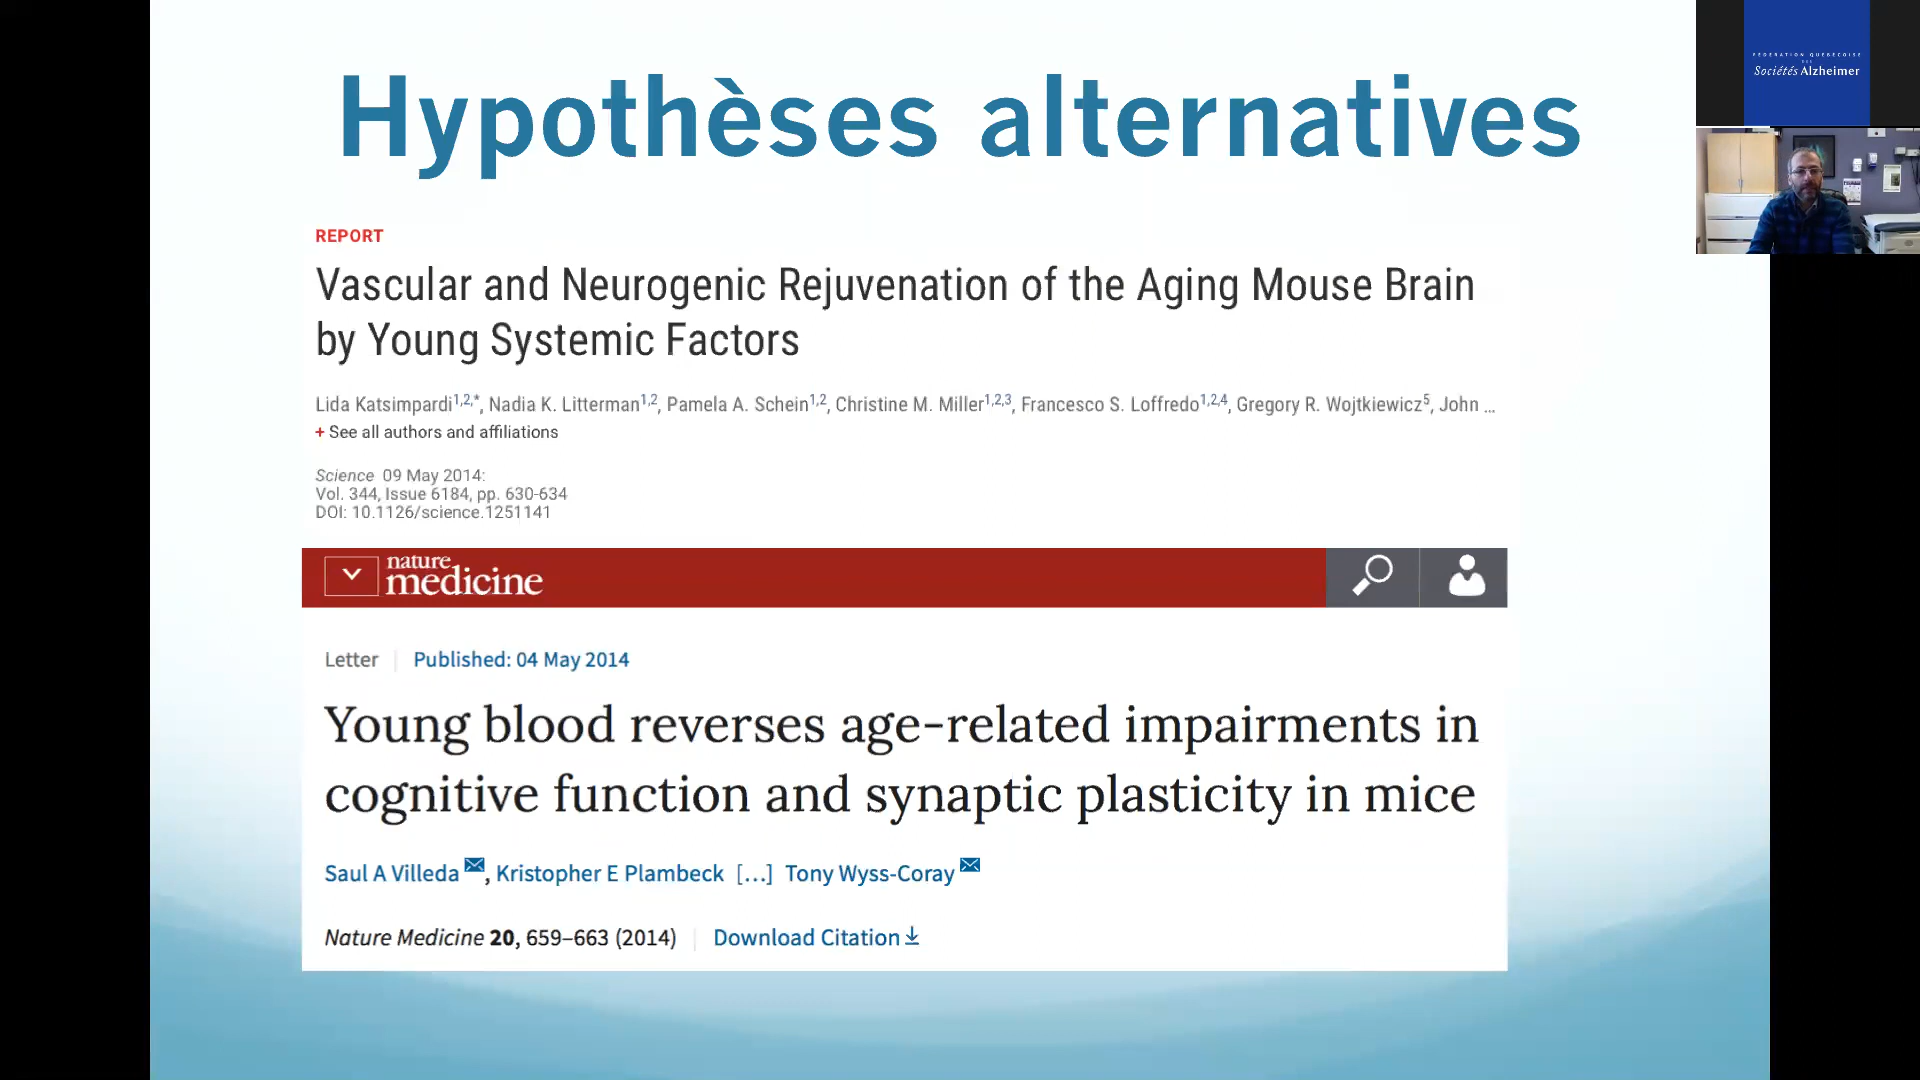 Hypothèses alternatives
REPORT
Vascular and Neurogenic Rejuvenation of the Aging Mouse Brain
by Young Systemic Factors
Lida Katsimpardi1,2,*, Nadia K. Litterman1,2, Pamela A. Schein1,2, Christine M. Miller1,2,3, Francesco S. Loffredo1,2,4, Gregory R. Wojtkiewicz5, John ...
+ See all authors and affiliations
Science 09 May 2014:
Vol. 344, Issue 6184, pp. 630-634
DOI: 10.1126/science.1251141
nature
medicine
Letter | Published: 04 May 2014
Young blood reverses age-related impairments in
cognitive function and synaptic plasticity in mice
Saul A Villeda, Kristopher E Plambeck […] Tony Wyss-Coray
Nature Medicine 20, 659–663 (2014) | Download Citation
FÉDÉRATION QUÉBÉCOISE
DES
Sociétés Alzheimer